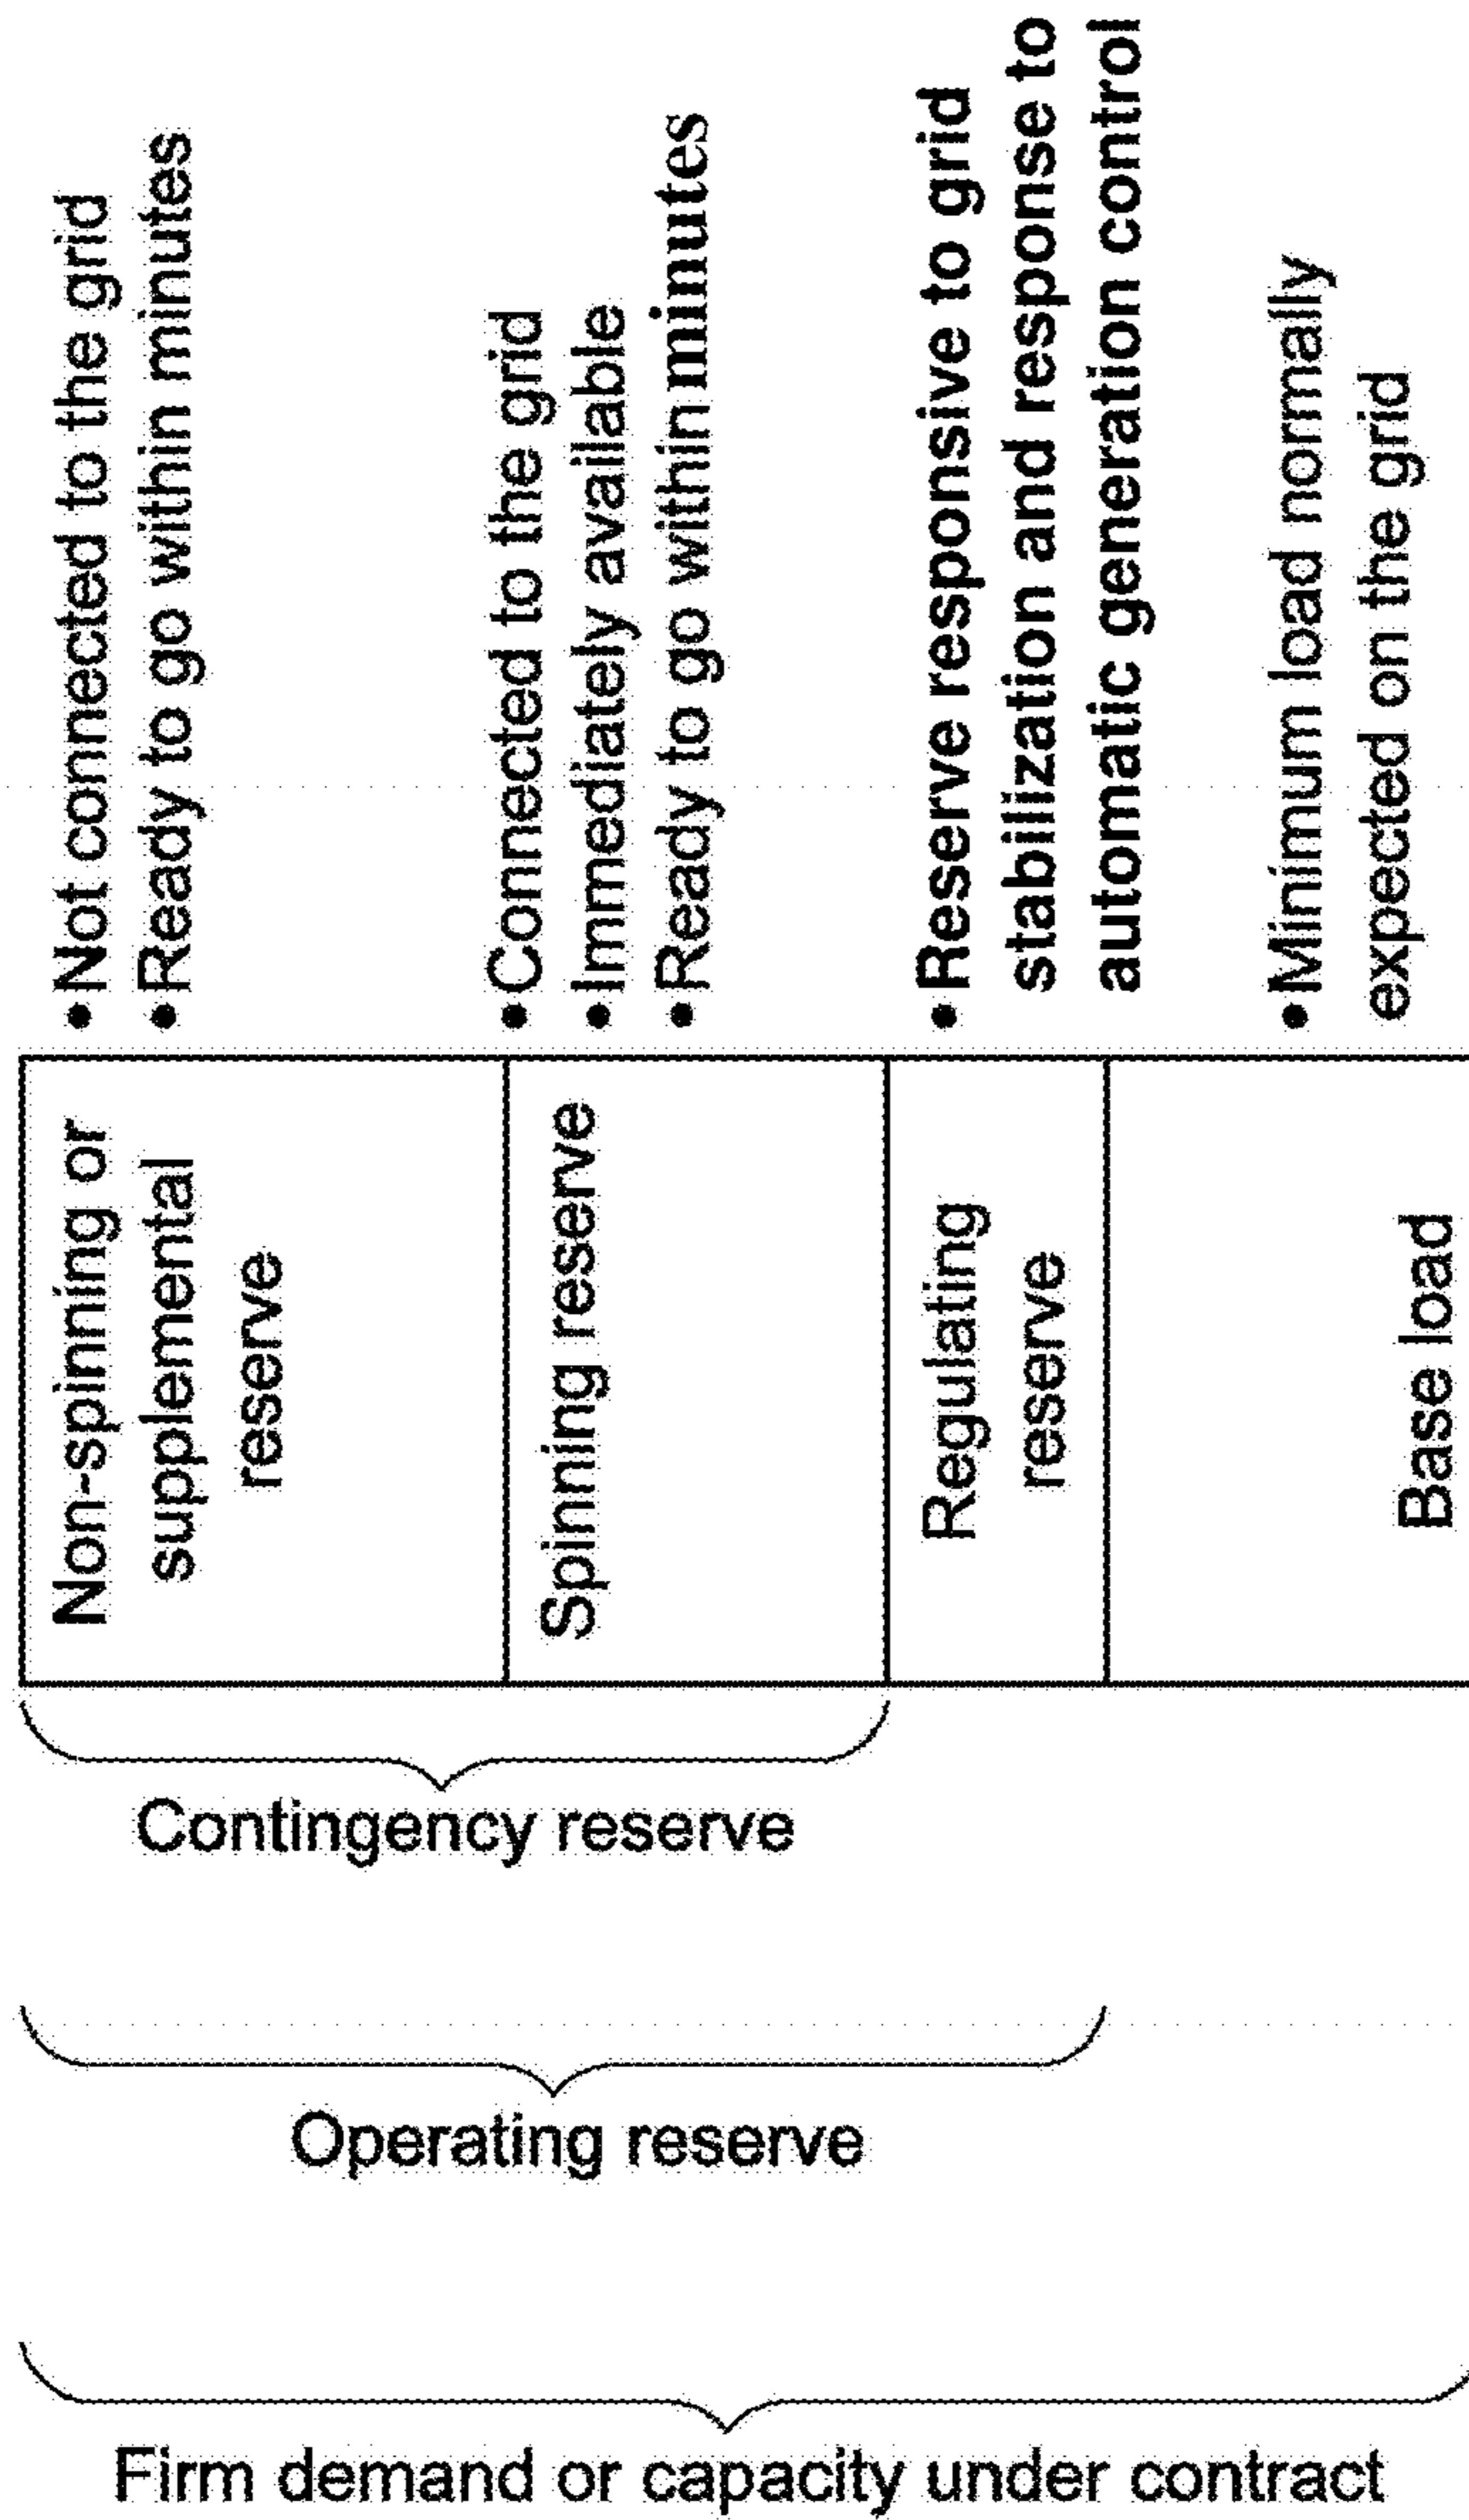 Non-spinning or
supplemental
reserve
•Not connected to the grid
•Ready to go within minutes
Spinning reserve
•Connected to the grid
•Immediately available
•Ready to go within minutes
Regulating
reserve
•Reserve responsive to grid
stabilization and response to
automatic generation control
Base load
•Minimum load normally
expected on the grid
Contingency reserve
Operating reserve
Firm demand or capacity under contract